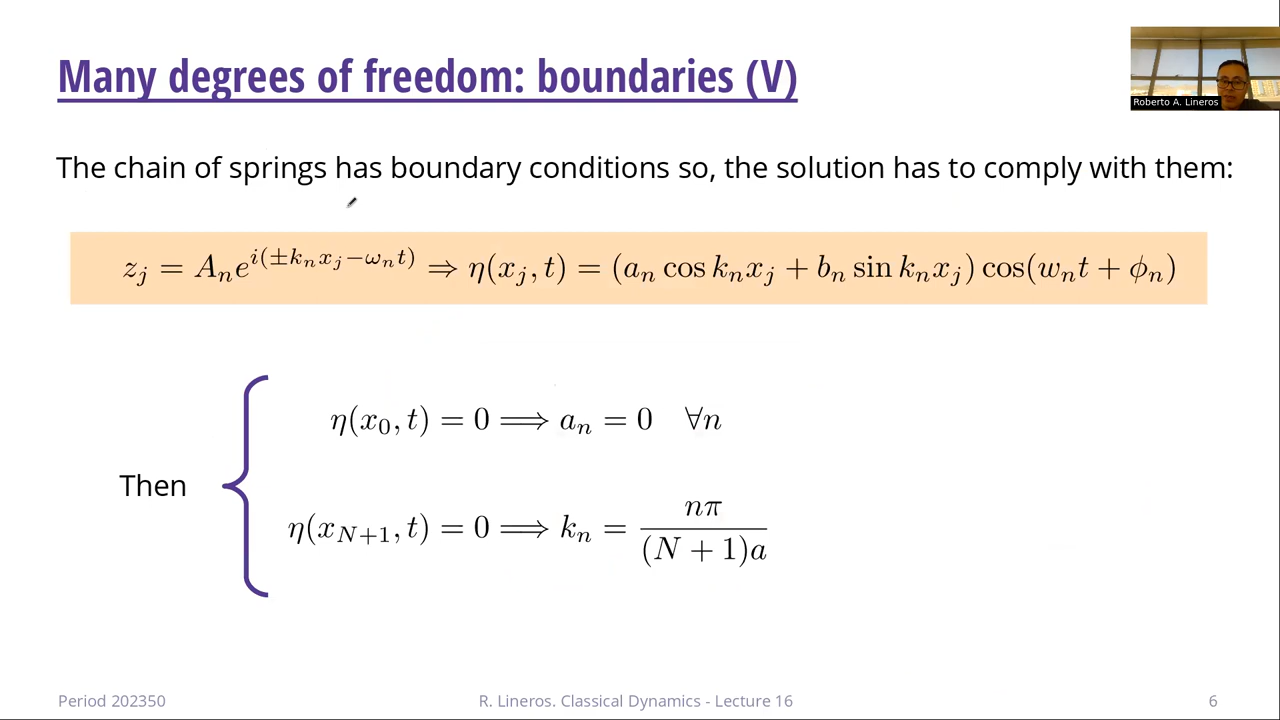 Many degrees of freedom: boundaries (V)
Roberto A. Lineros
The chain of springs has boundary conditions so, the solution has to comply with them:
z_j = A_n e^{i(±k_n x_j − ω_n t)} ⇒ η(x_j, t) = (a_n cos k_n x_j + b_n sin k_n x_j) cos(w_n t + ϕ_n)
η(x_0, t) = 0 ⟹ a_n = 0 ∀n
Then
η(x_{N+1}, t) = 0 ⟹ k_n = \frac{nπ}{(N + 1)a}
Period 202350
R. Lineros. Classical Dynamics - Lecture 16
6